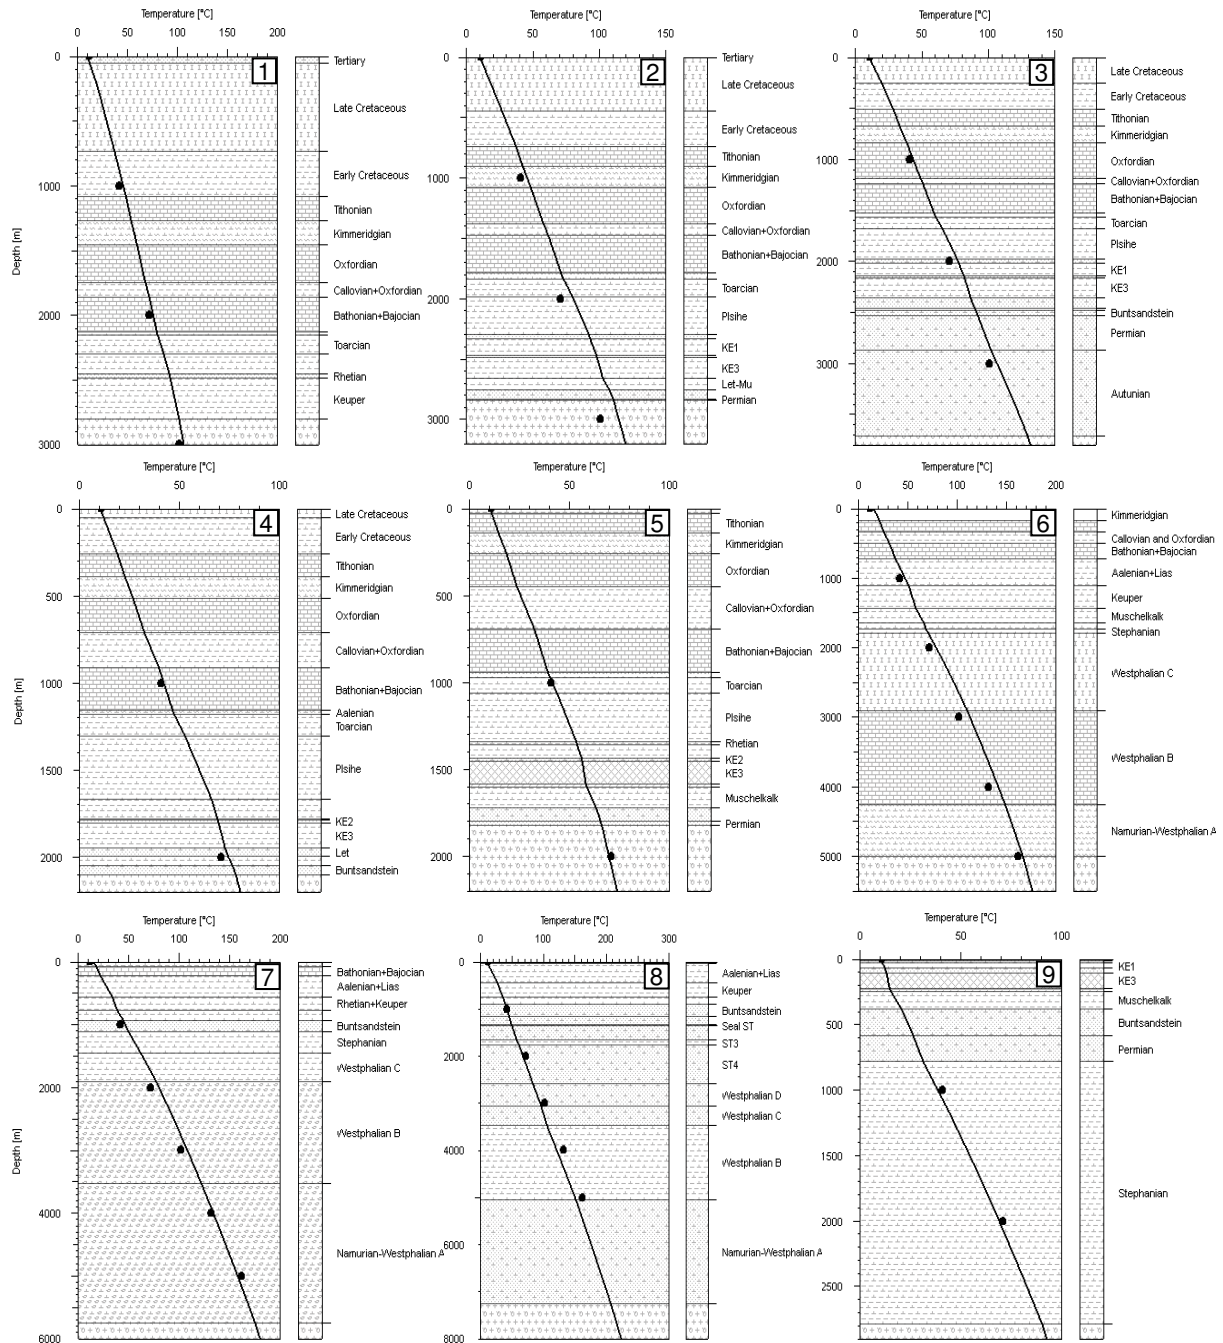 Temperature [°C]
0 50 100 150 200
1
0
1000
2000
3000
Depth [m]
Tertiary
Late Cretaceous
Early Cretaceous
Tithonian
Kimmeridgian
Oxfordian
Callovian+Oxfordian
Bathonian+Bajocian
Toarcian
Rhetian
Keuper
Temperature [°C]
0 50 100 150
2
0
1000
2000
3000
Tertiary
Late Cretaceous
Early Cretaceous
Tithonian
Kimmeridgian
Oxfordian
Callovian+Oxfordian
Bathonian+Bajocian
Toarcian
Plsihe
KE1
KE3
Let-Mu
Permian
Temperature [°C]
0 50 100 150
3
0
1000
2000
3000
Late Cretaceous
Early Cretaceous
Tithonian
Kimmeridgian
Oxfordian
Callovian+Oxfordian
Bathonian+Bajocian
Toarcian
Plsihe
KE1
KE3
Buntsandstein
Permian
Autunian
Temperature [°C]
0 50 100
4
0
500
1000
1500
2000
Depth [m]
Late Cretaceous
Early Cretaceous
Tithonian
Kimmeridgian
Oxfordian
Callovian+Oxfordian
Bathonian+Bajocian
Aalenian
Toarcian
Plsihe
KE2
KE3
Let
Buntsandstein
Temperature [°C]
0 50 100
5
0
500
1000
1500
2000
Tithonian
Kimmeridgian
Oxfordian
Callovian+Oxfordian
Bathonian+Bajocian
Toarcian
Plsihe
Rhetian
KE2
KE3
Muschelkalk
Permian
Temperature [°C]
0 50 100 150 200
6
0
1000
2000
3000
4000
5000
Kimmeridgian
Callovian and Oxfordian
Bathonian+Bajocian
Aalenian+Lias
Keuper
Muschelkalk
Stephanian
Westphalian C
Westphalian B
Namurian-Westphalian A
Temperature [°C]
0 50 100 150 200
7
0
2000
4000
6000
Depth [m]
Bathonian+Bajocian
Aalenian+Lias
Rhetian+Keuper
Buntsandstein
Stephanian
Westphalian C
Westphalian B
Namurian-Westphalian A
Temperature [°C]
0 100 200 300
8
0
2000
4000
6000
8000
Aalenian+Lias
Keuper
Buntsandstein
Seal ST
ST3
ST4
Westphalian D
Westphalian C
Westphalian B
Namurian-Westphalian A
Temperature [°C]
0 50 100
9
0
500
1000
1500
2000
2500
KE1
KE3
Muschelkalk
Buntsandstein
Permian
Stephanian